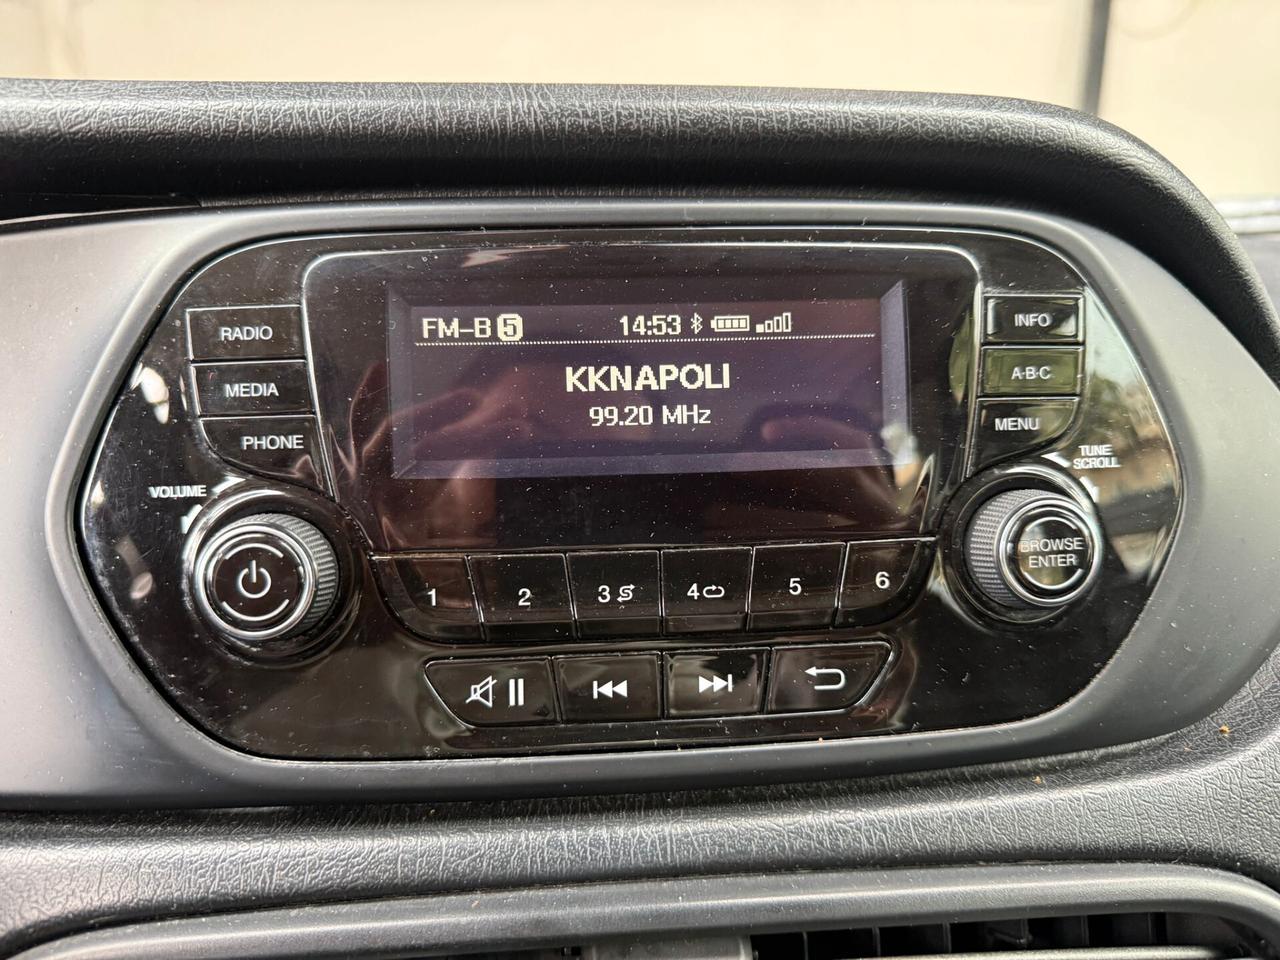 FM-B 5 14:53
KKNAPOLI
99.20 MHz
RADIO
MEDIA
PHONE
VOLUME
INFO
A·B·C
MENU
TUNE
SCROLL
BROWSE
ENTER
1 2 3 4 5 6